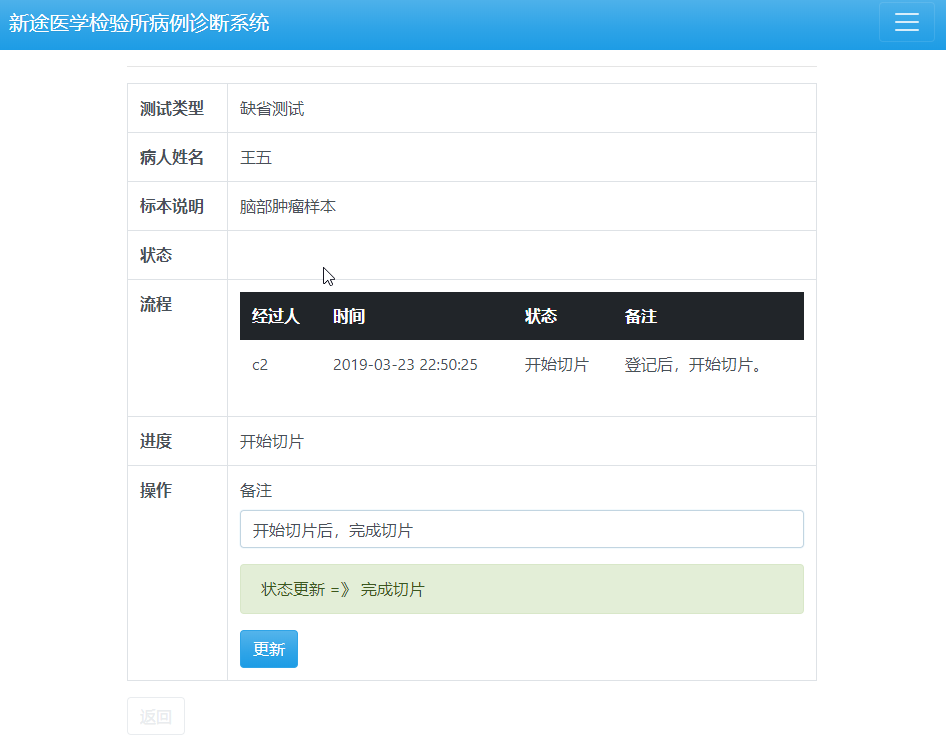 新途医学检验所病例诊断系统
测试类型 缺省测试
病人姓名 王五
标本说明 脑部肿瘤样本
状态
流程 经过人 时间 状态 备注
c2 2019-03-23 22:50:25 开始切片 登记后，开始切片。
进度 开始切片
操作 备注
开始切片后，完成切片
状态更新 =》 完成切片
更新
返回